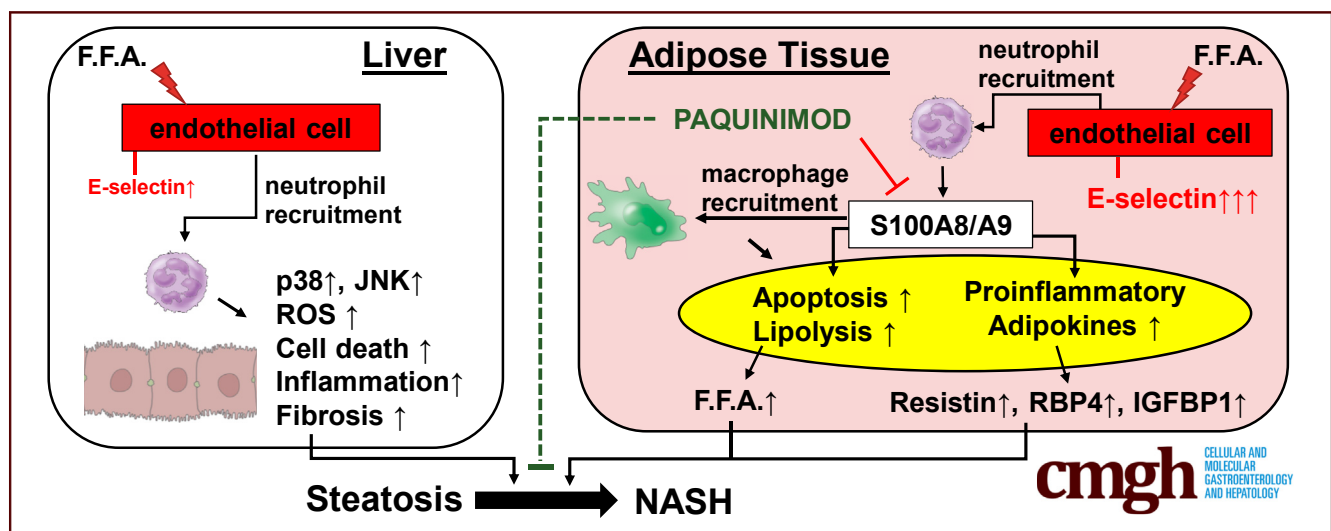 Liver
F.F.A.
endothelial cell
E-selectin↑
neutrophil
recruitment
p38↑, JNK↑
ROS ↑
Cell death ↑
Inflammation↑
Fibrosis ↑
Adipose Tissue
neutrophil
recruitment
F.F.A.
PAQUINIMOD
endothelial cell
E-selectin↑↑↑
macrophage
recruitment
S100A8/A9
Apoptosis ↑
Lipolysis ↑
Proinflammatory
Adipokines ↑
F.F.A.↑
Resistin↑, RBP4↑, IGFBP1↑
Steatosis
NASH
cmgh
CELLULAR AND
MOLECULAR
GASTROENTEROLOGY
AND HEPATOLOGY